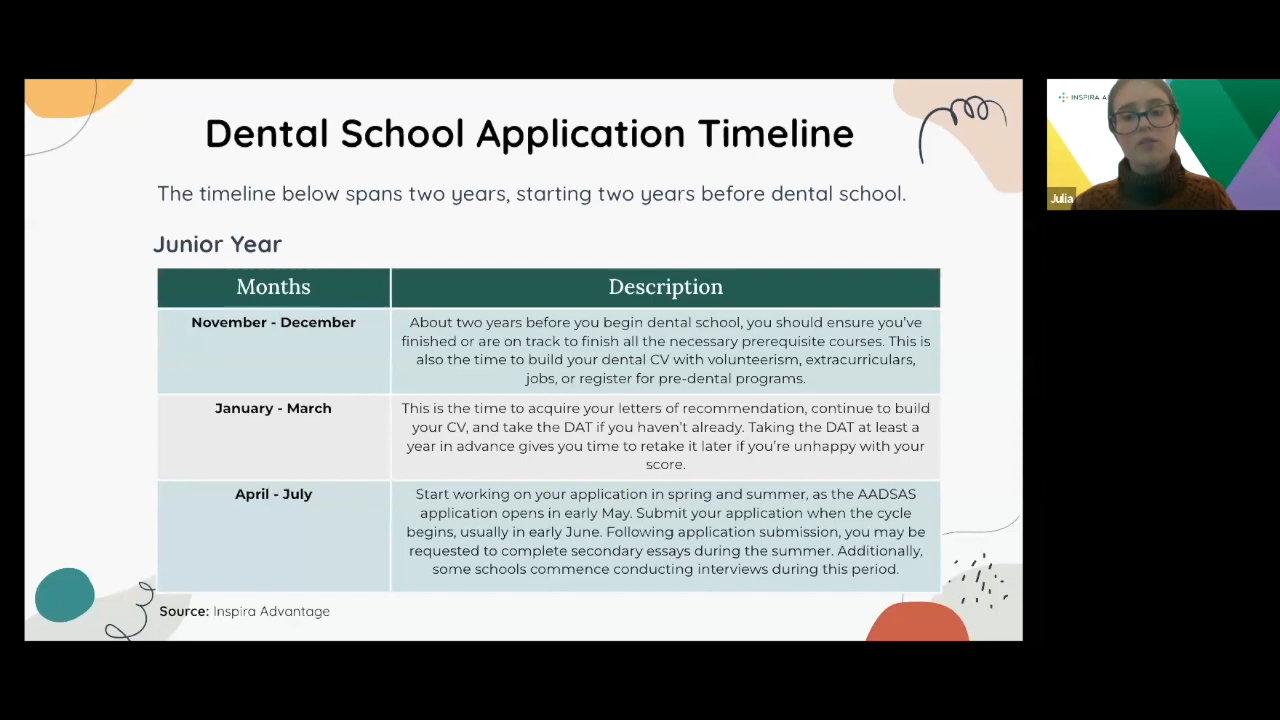 Dental School Application Timeline
The timeline below spans two years, starting two years before dental school.
Junior Year
Months
Description
November - December
About two years before you begin dental school, you should ensure you've
finished or are on track to finish all the necessary prerequisite courses. This is
also the time to build your dental CV with volunteerism, extracurriculars,
jobs, or register for pre-dental programs.
January - March
This is the time to acquire your letters of recommendation, continue to build
your CV, and take the DAT if you haven't already. Taking the DAT at least a
year in advance gives you time to retake it later if you're unhappy with your
score.
April - July
Start working on your application in spring and summer, as the AADSAS
application opens in early May. Submit your application when the cycle
begins, usually in early June. Following application submission, you may be
requested to complete secondary essays during the summer. Additionally,
some schools commence conducting interviews during this period.
Source: Inspira Advantage
INSPIRA
Julia